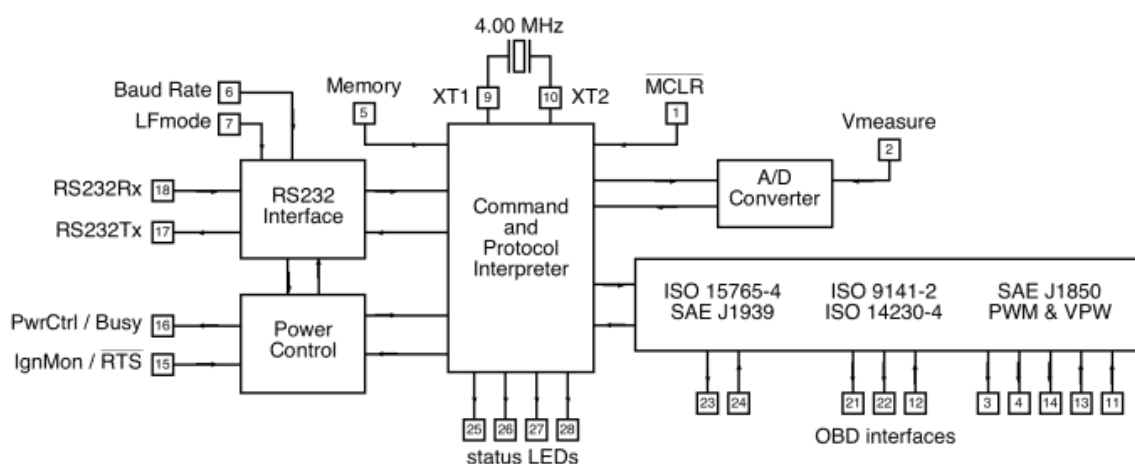 4.00 MHz
Baud Rate 6
LFmode 7
Memory
5
XT1 9
10 XT2
MCLR
1
Vmeasure
2
RS232Rx 18
RS232Tx 17
RS232
Interface
Command
and
Protocol
Interpreter
A/D
Converter
PwrCtrl / Busy 16
IgnMon / RTS 15
Power
Control
ISO 15765-4
SAE J1939
ISO 9141-2
ISO 14230-4
SAE J1850
PWM & VPW
25 26 27 28
status LEDs
23 24 21 22 12 3 4 14 13 11
OBD interfaces